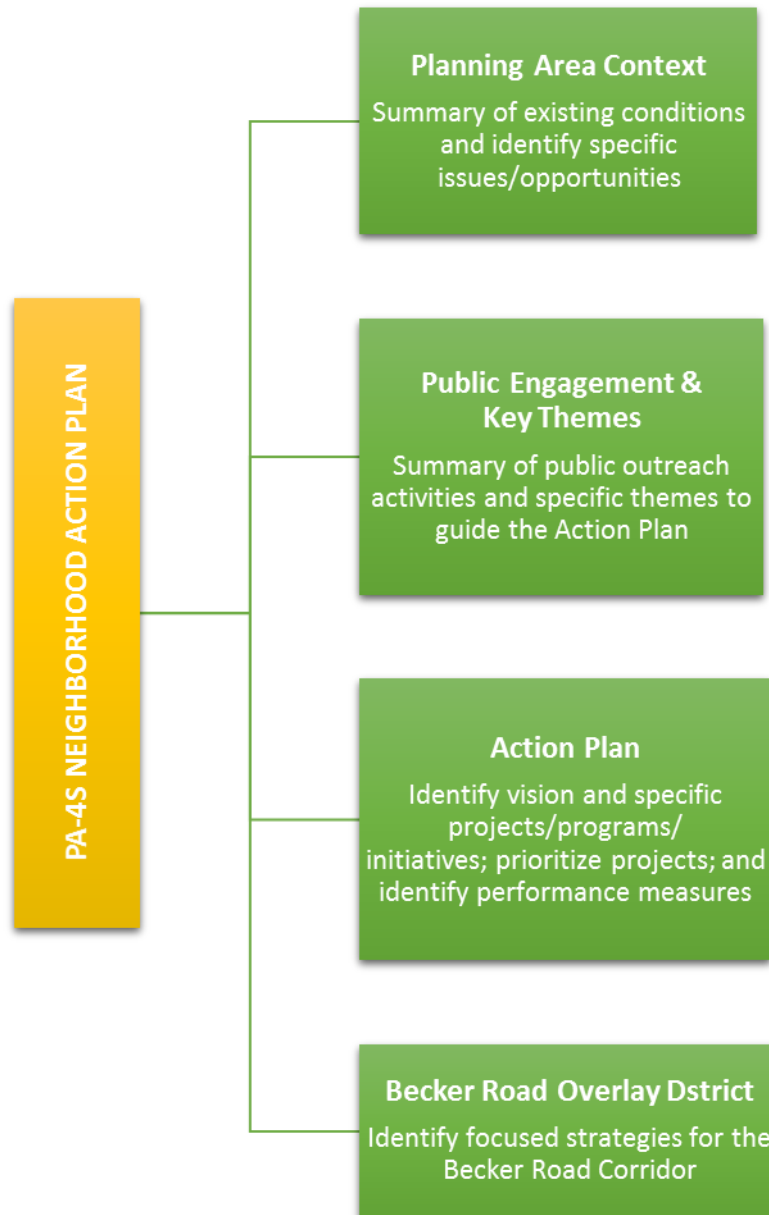 PA-4S NEIGHBORHOOD ACTION PLAN
Planning Area Context
Summary of existing conditions
and identify specific
issues/opportunities
Public Engagement &
Key Themes
Summary of public outreach
activities and specific themes to
guide the Action Plan
Action Plan
Identify vision and specific
projects/programs/
initiatives; prioritize projects; and
identify performance measures
Becker Road Overlay Dstrict
Identify focused strategies for the
Becker Road Corridor